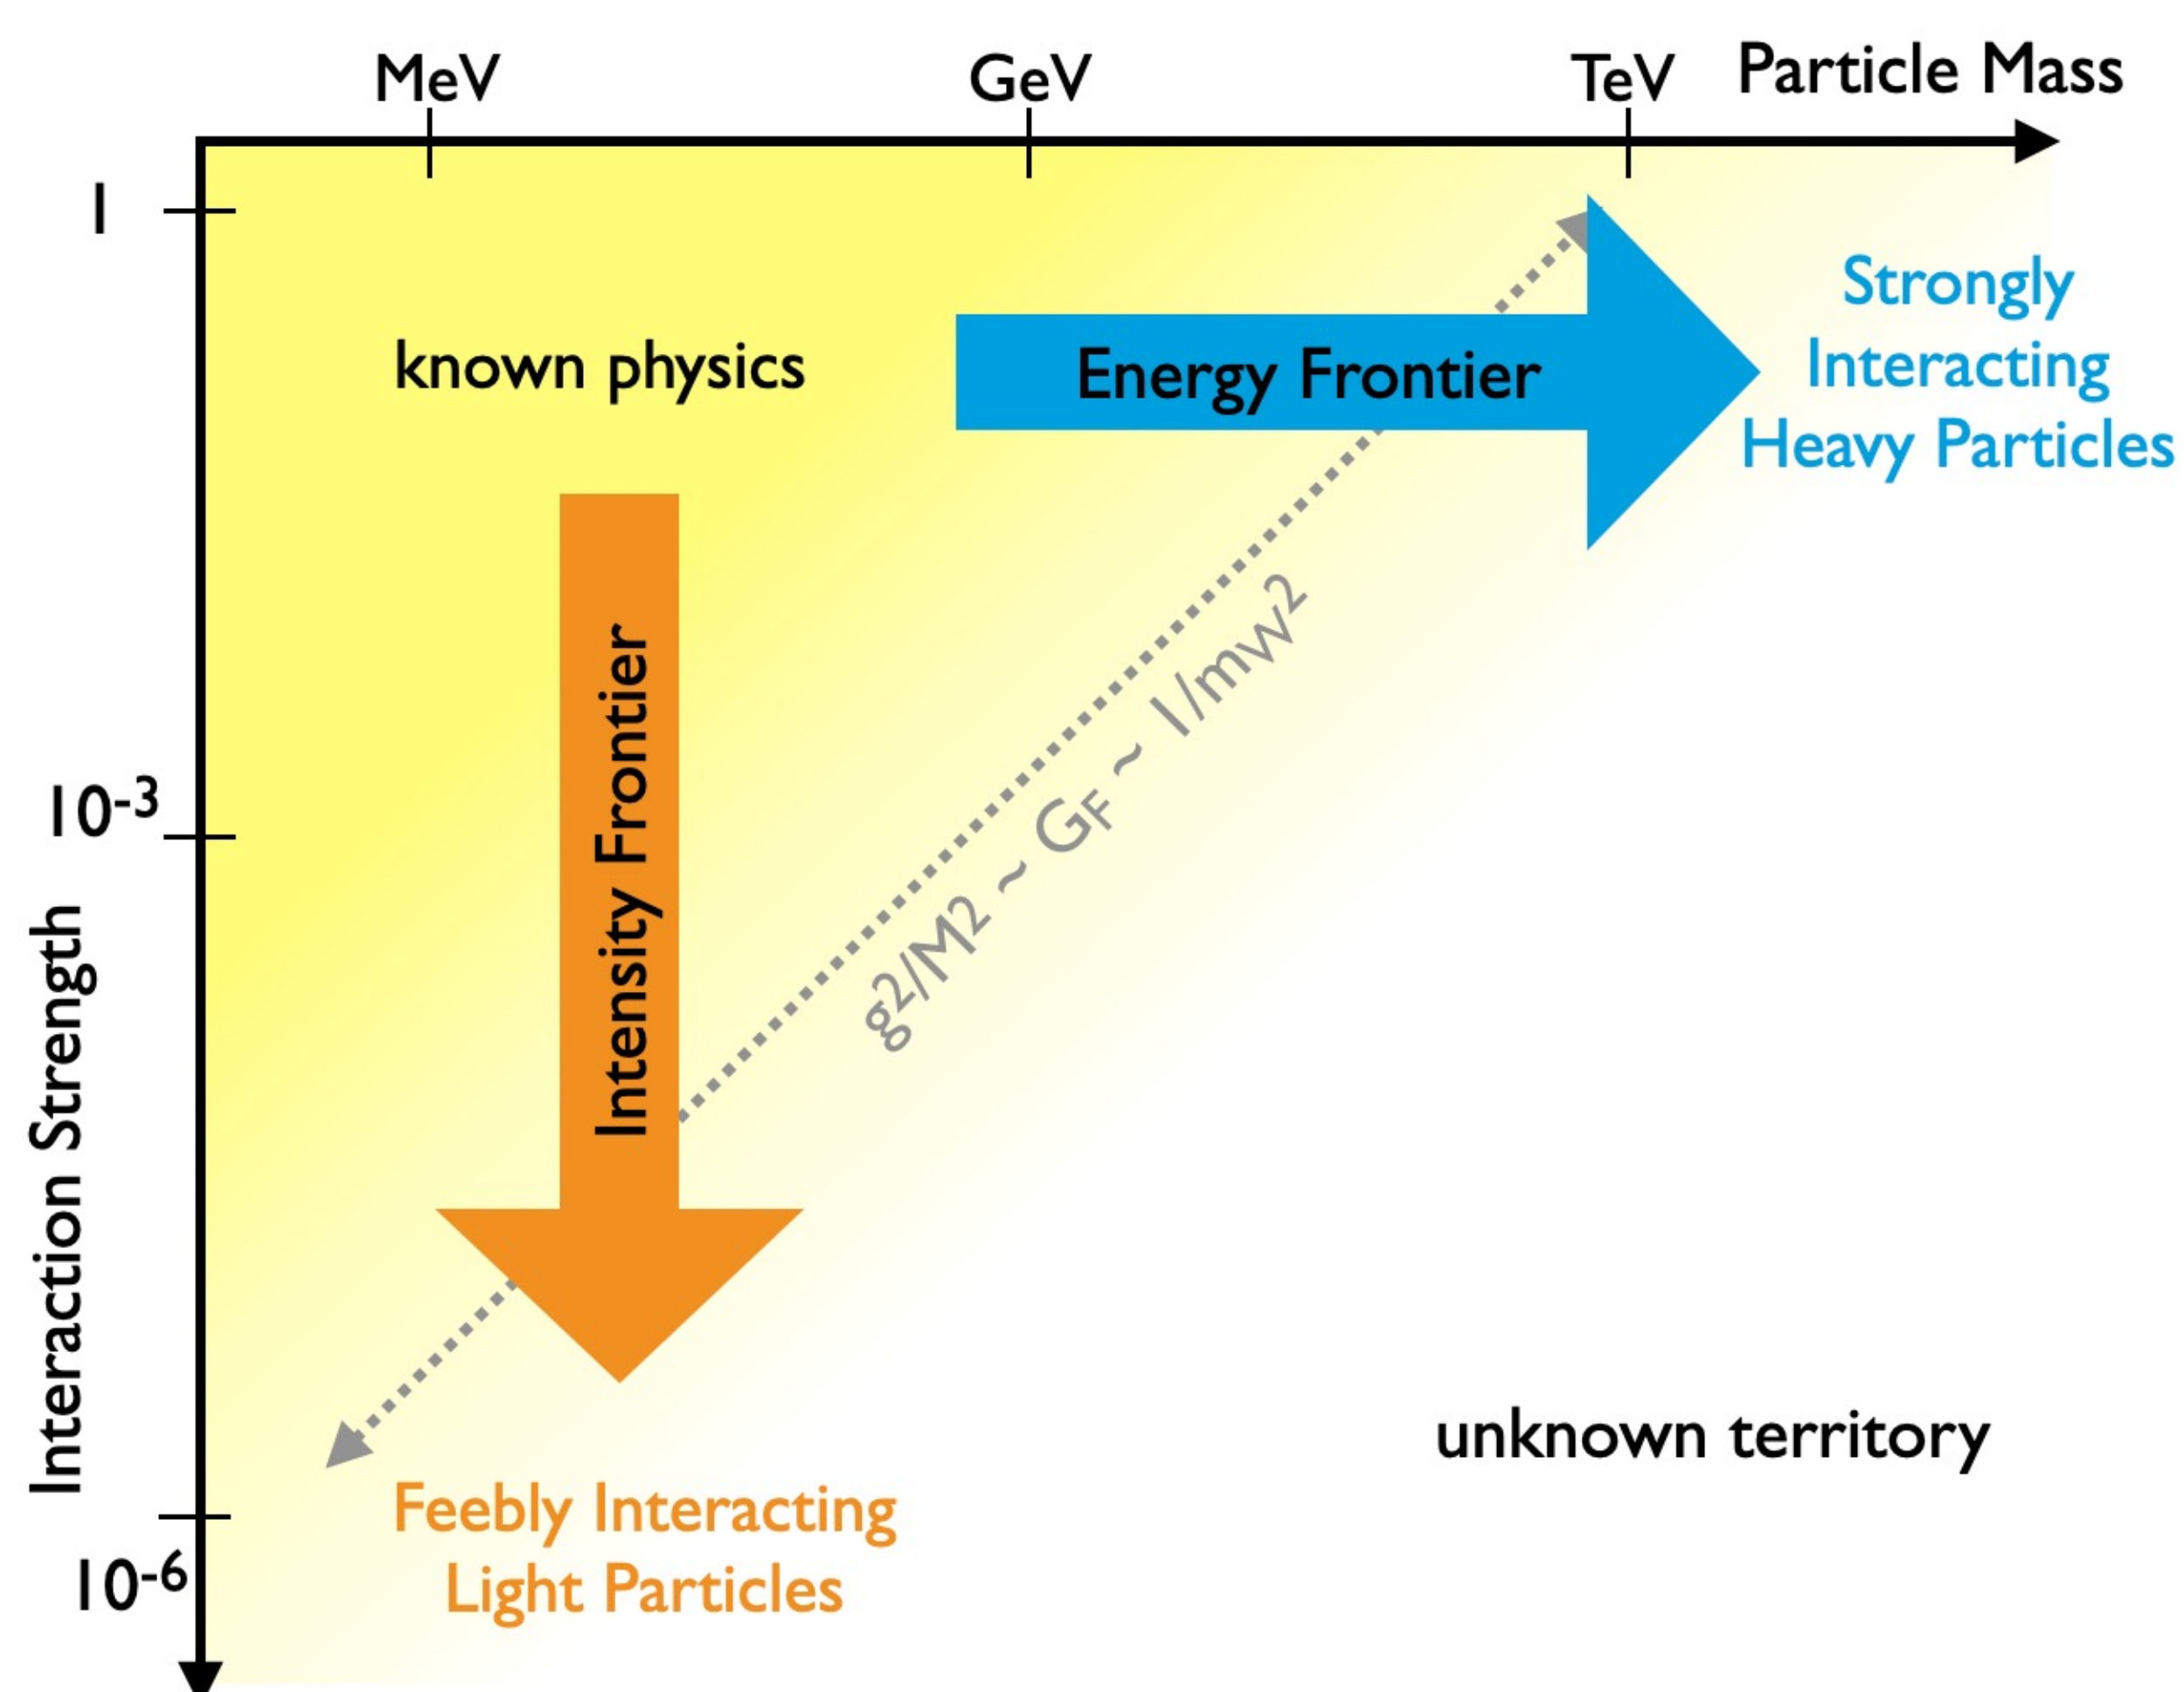 MeV
GeV
TeV
Particle Mass
1
known physics
Energy Frontier
Strongly
Interacting
Heavy Particles
Intensity Frontier
g2/M2 ~ G_F ~ 1/mw²
10⁻³
Interaction Strength
unknown territory
Feebly Interacting
Light Particles
10⁻⁶